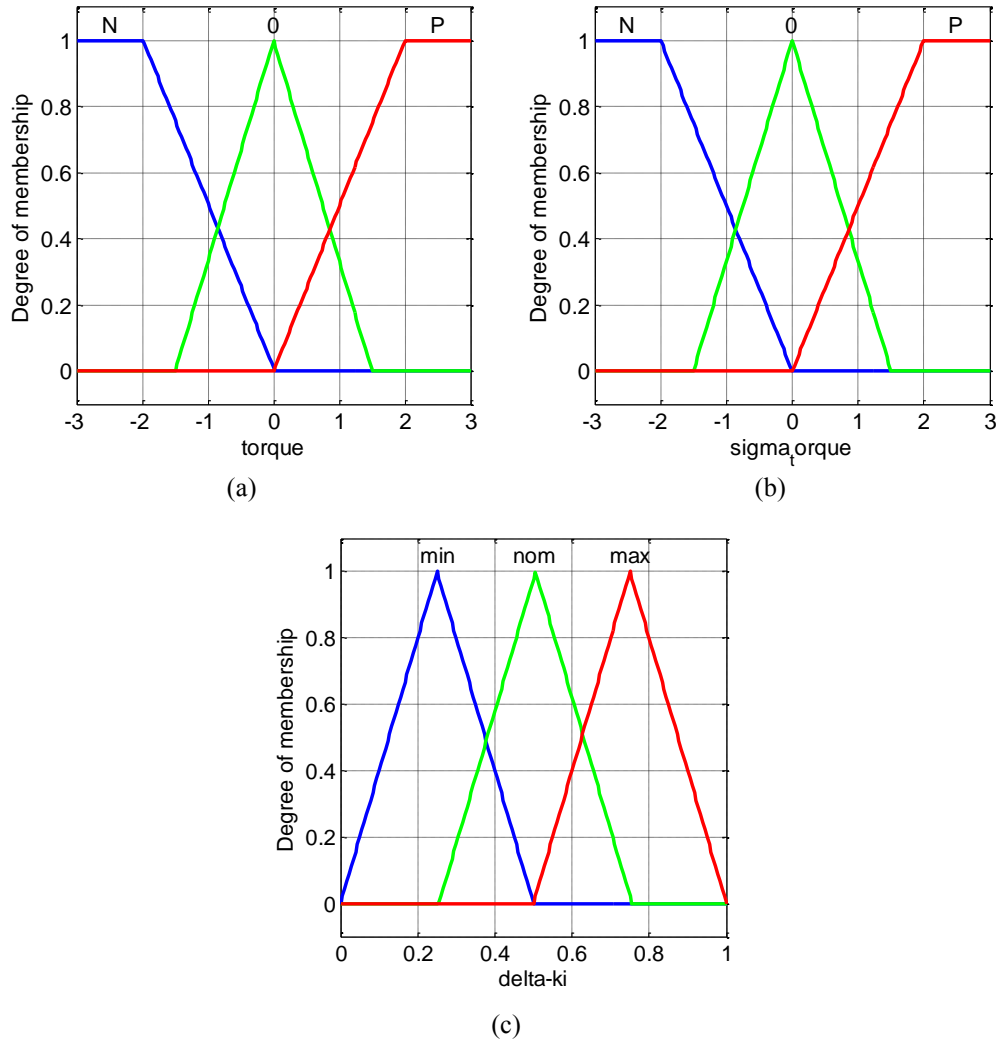 N 0 P
1
0.8
0.6
0.4
0.2
0
Degree of membership
-3 -2 -1 0 1 2 3
torque
(a)
N 0 P
1
0.8
0.6
0.4
0.2
0
Degree of membership
-3 -2 -1 0 1 2 3
sigma_torque
(b)
min nom max
1
0.8
0.6
0.4
0.2
0
Degree of membership
0 0.2 0.4 0.6 0.8 1
delta-ki
(c)